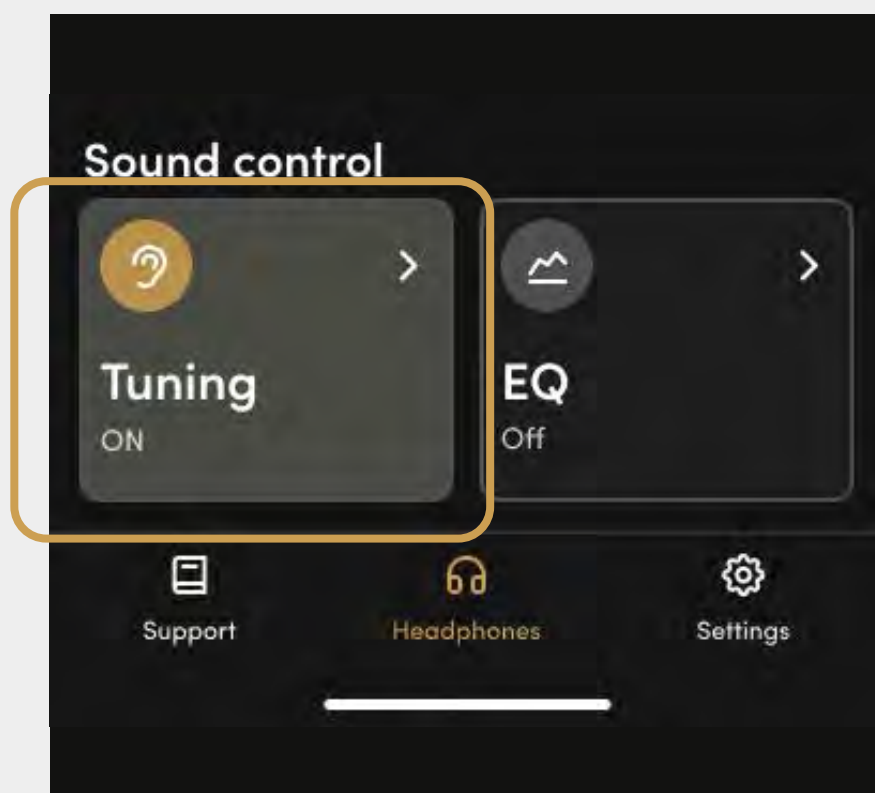 Sound control
Tuning
ON
EQ
Off
Support
Headphones
Settings